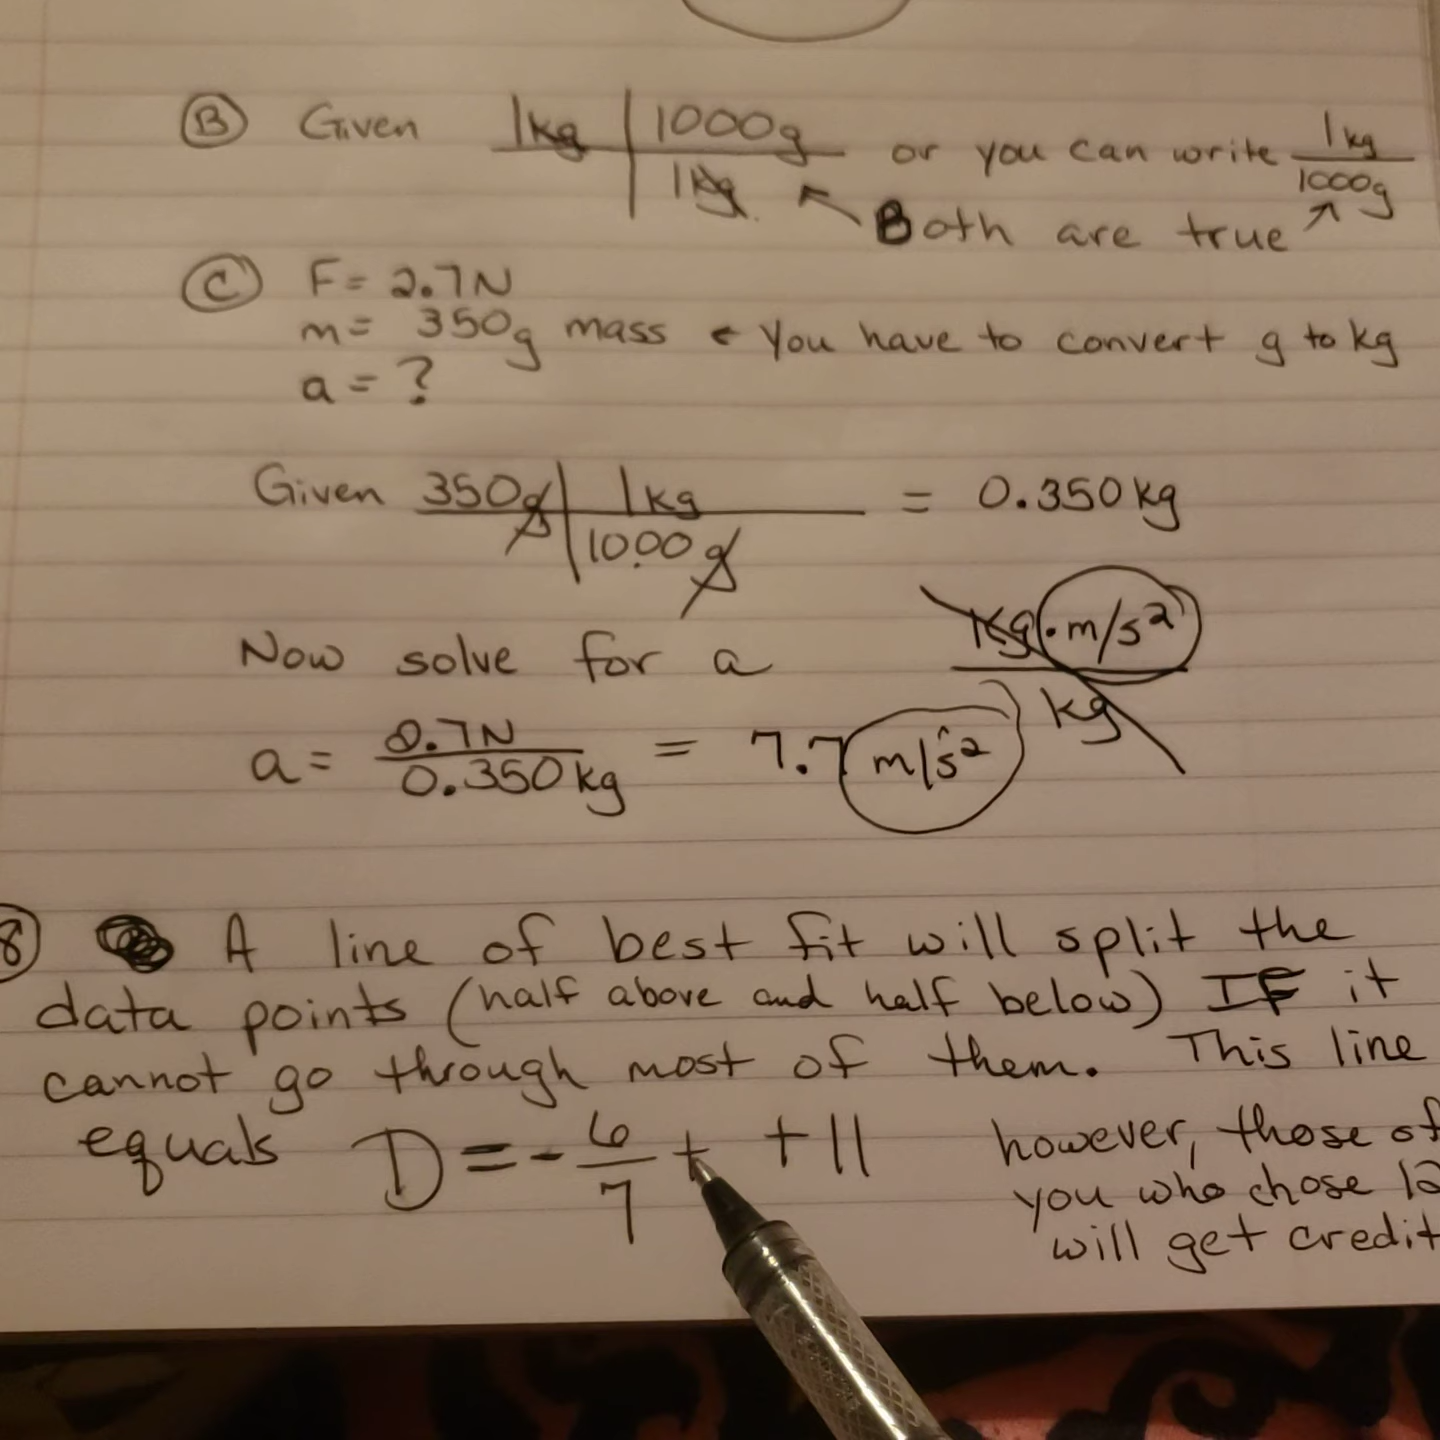 B Given 1kg | 1000g or you can write 1kg
1kg 1000g
Both are true
C F = 2.7N
m = 350g mass ← You have to convert g to kg
a = ?
Given 350g | 1kg = 0.350kg
1000g
kg · m/s²
Now solve for a
kg
a = 2.7N = 7.7 m/s²
0.350kg
8 A line of best fit will split the
data points (half above and half below) IF it
cannot go through most of them. This line
equals D = - 6/7 t + 11 however, those of
you who chose 12
will get credit